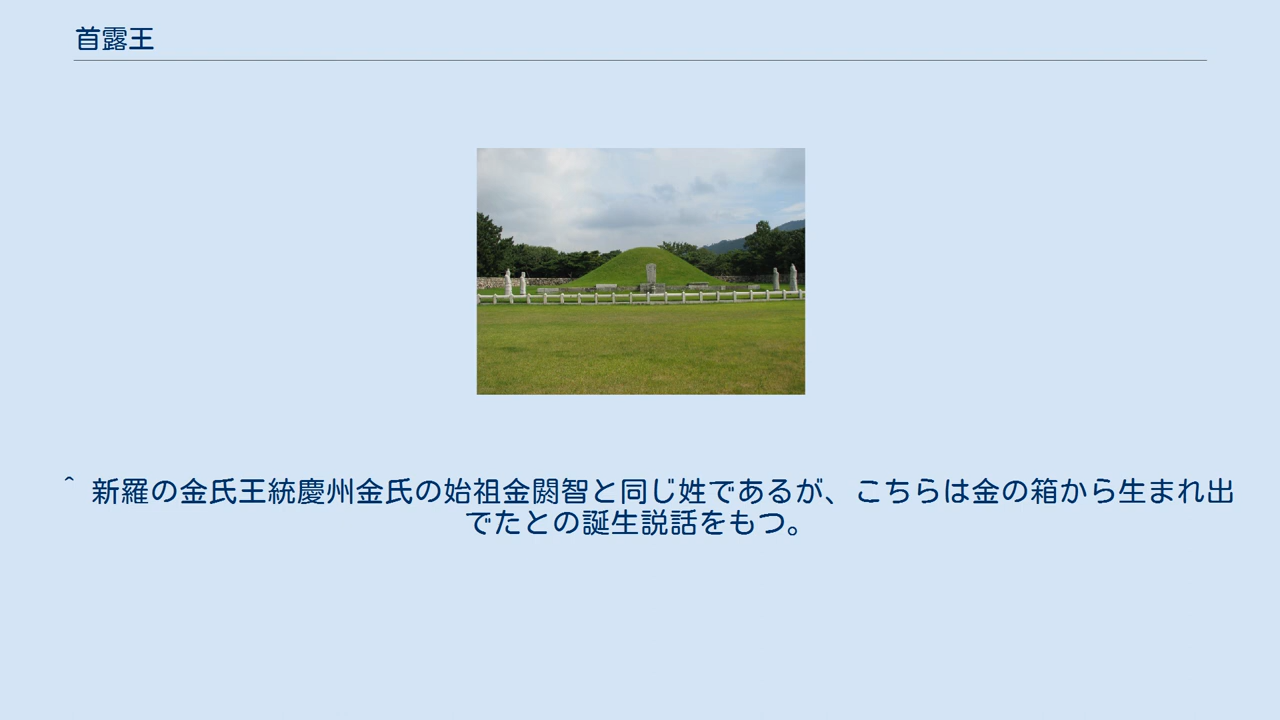 首露王
^ 新羅の金氏王統慶州金氏の始祖金閼智と同じ姓であるが、こちらは金の箱から生まれ出
でたとの誕生説話をもつ。